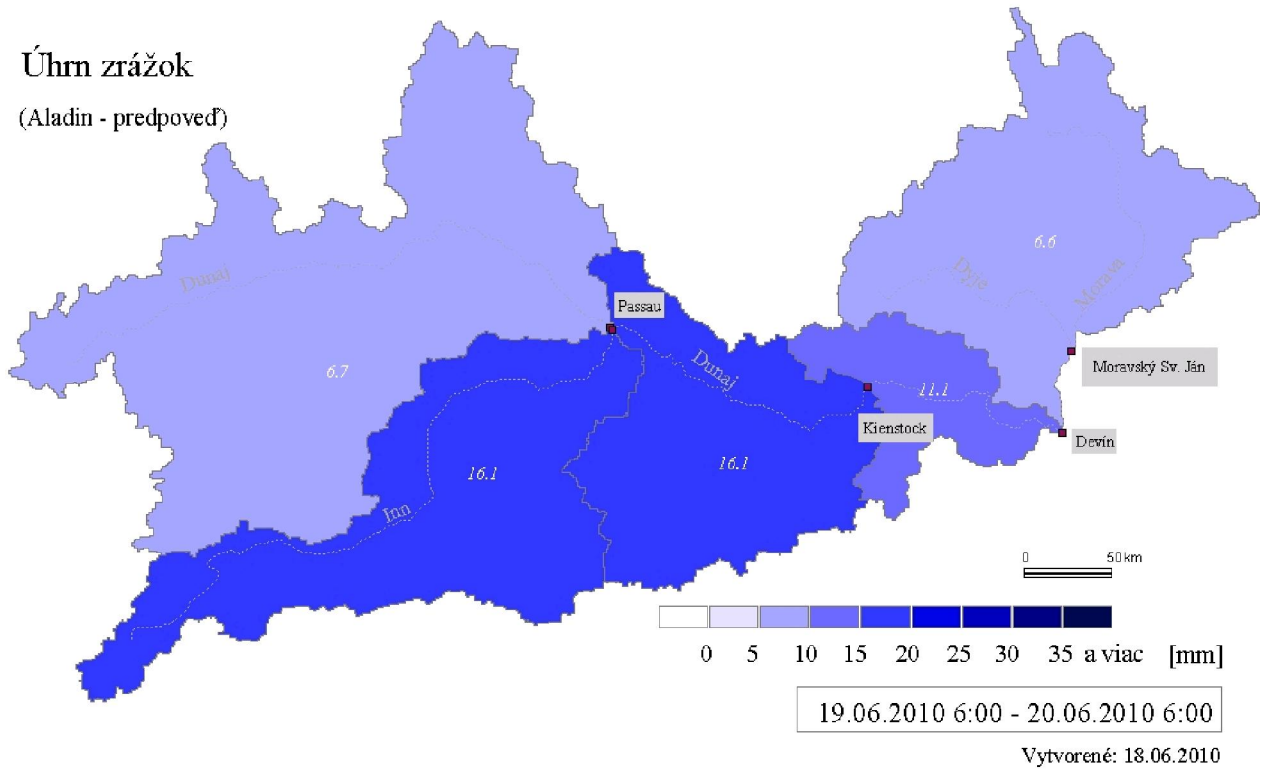 Úhrn zrážok
(Aladin - predpoveď)
Dunaj
6.7
Passau
Dunaj
16.1
Inn
16.1
Kienstock
11.1
6.6
Dyje
Morava
Moravský Sv. Ján
Devín
0 50 km
0 5 10 15 20 25 30 35 a viac [mm]
19.06.2010 6:00 - 20.06.2010 6:00
Vytvorené: 18.06.2010